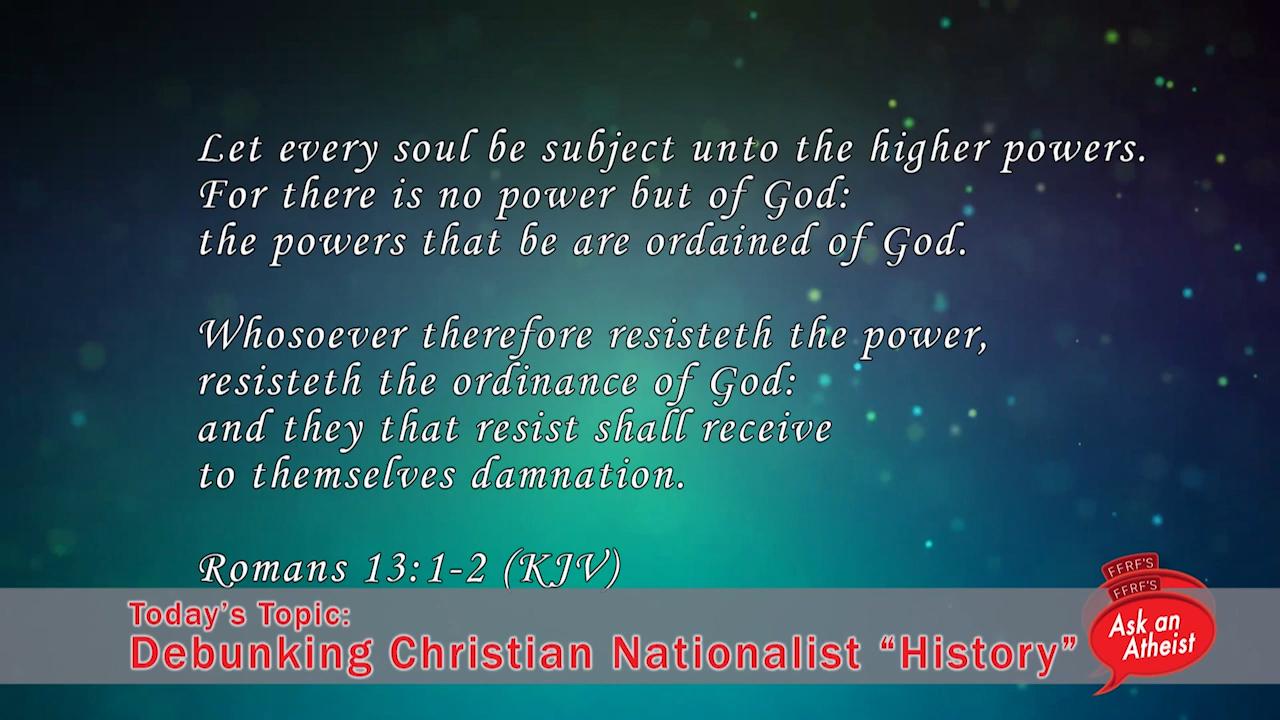 Let every soul be subject unto the higher powers.
For there is no power but of God:
the powers that be are ordained of God.
Whosoever therefore resisteth the power,
resisteth the ordinance of God:
and they that resist shall receive
to themselves damnation.
Romans 13:1-2 (KJV)
Today's Topic:
Debunking Christian Nationalist “History”
FFRF'S
FFRF'S
Ask an
Atheist